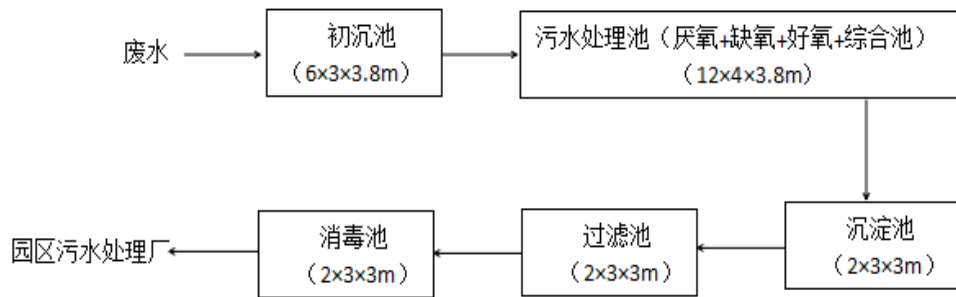 废水
初沉池
（6×3×3.8m）
污水处理池（厌氧+缺氧+好氧+综合池）
（12×4×3.8m）
沉淀池
（2×3×3m）
过滤池
（2×3×3m）
消毒池
（2×3×3m）
园区污水处理厂